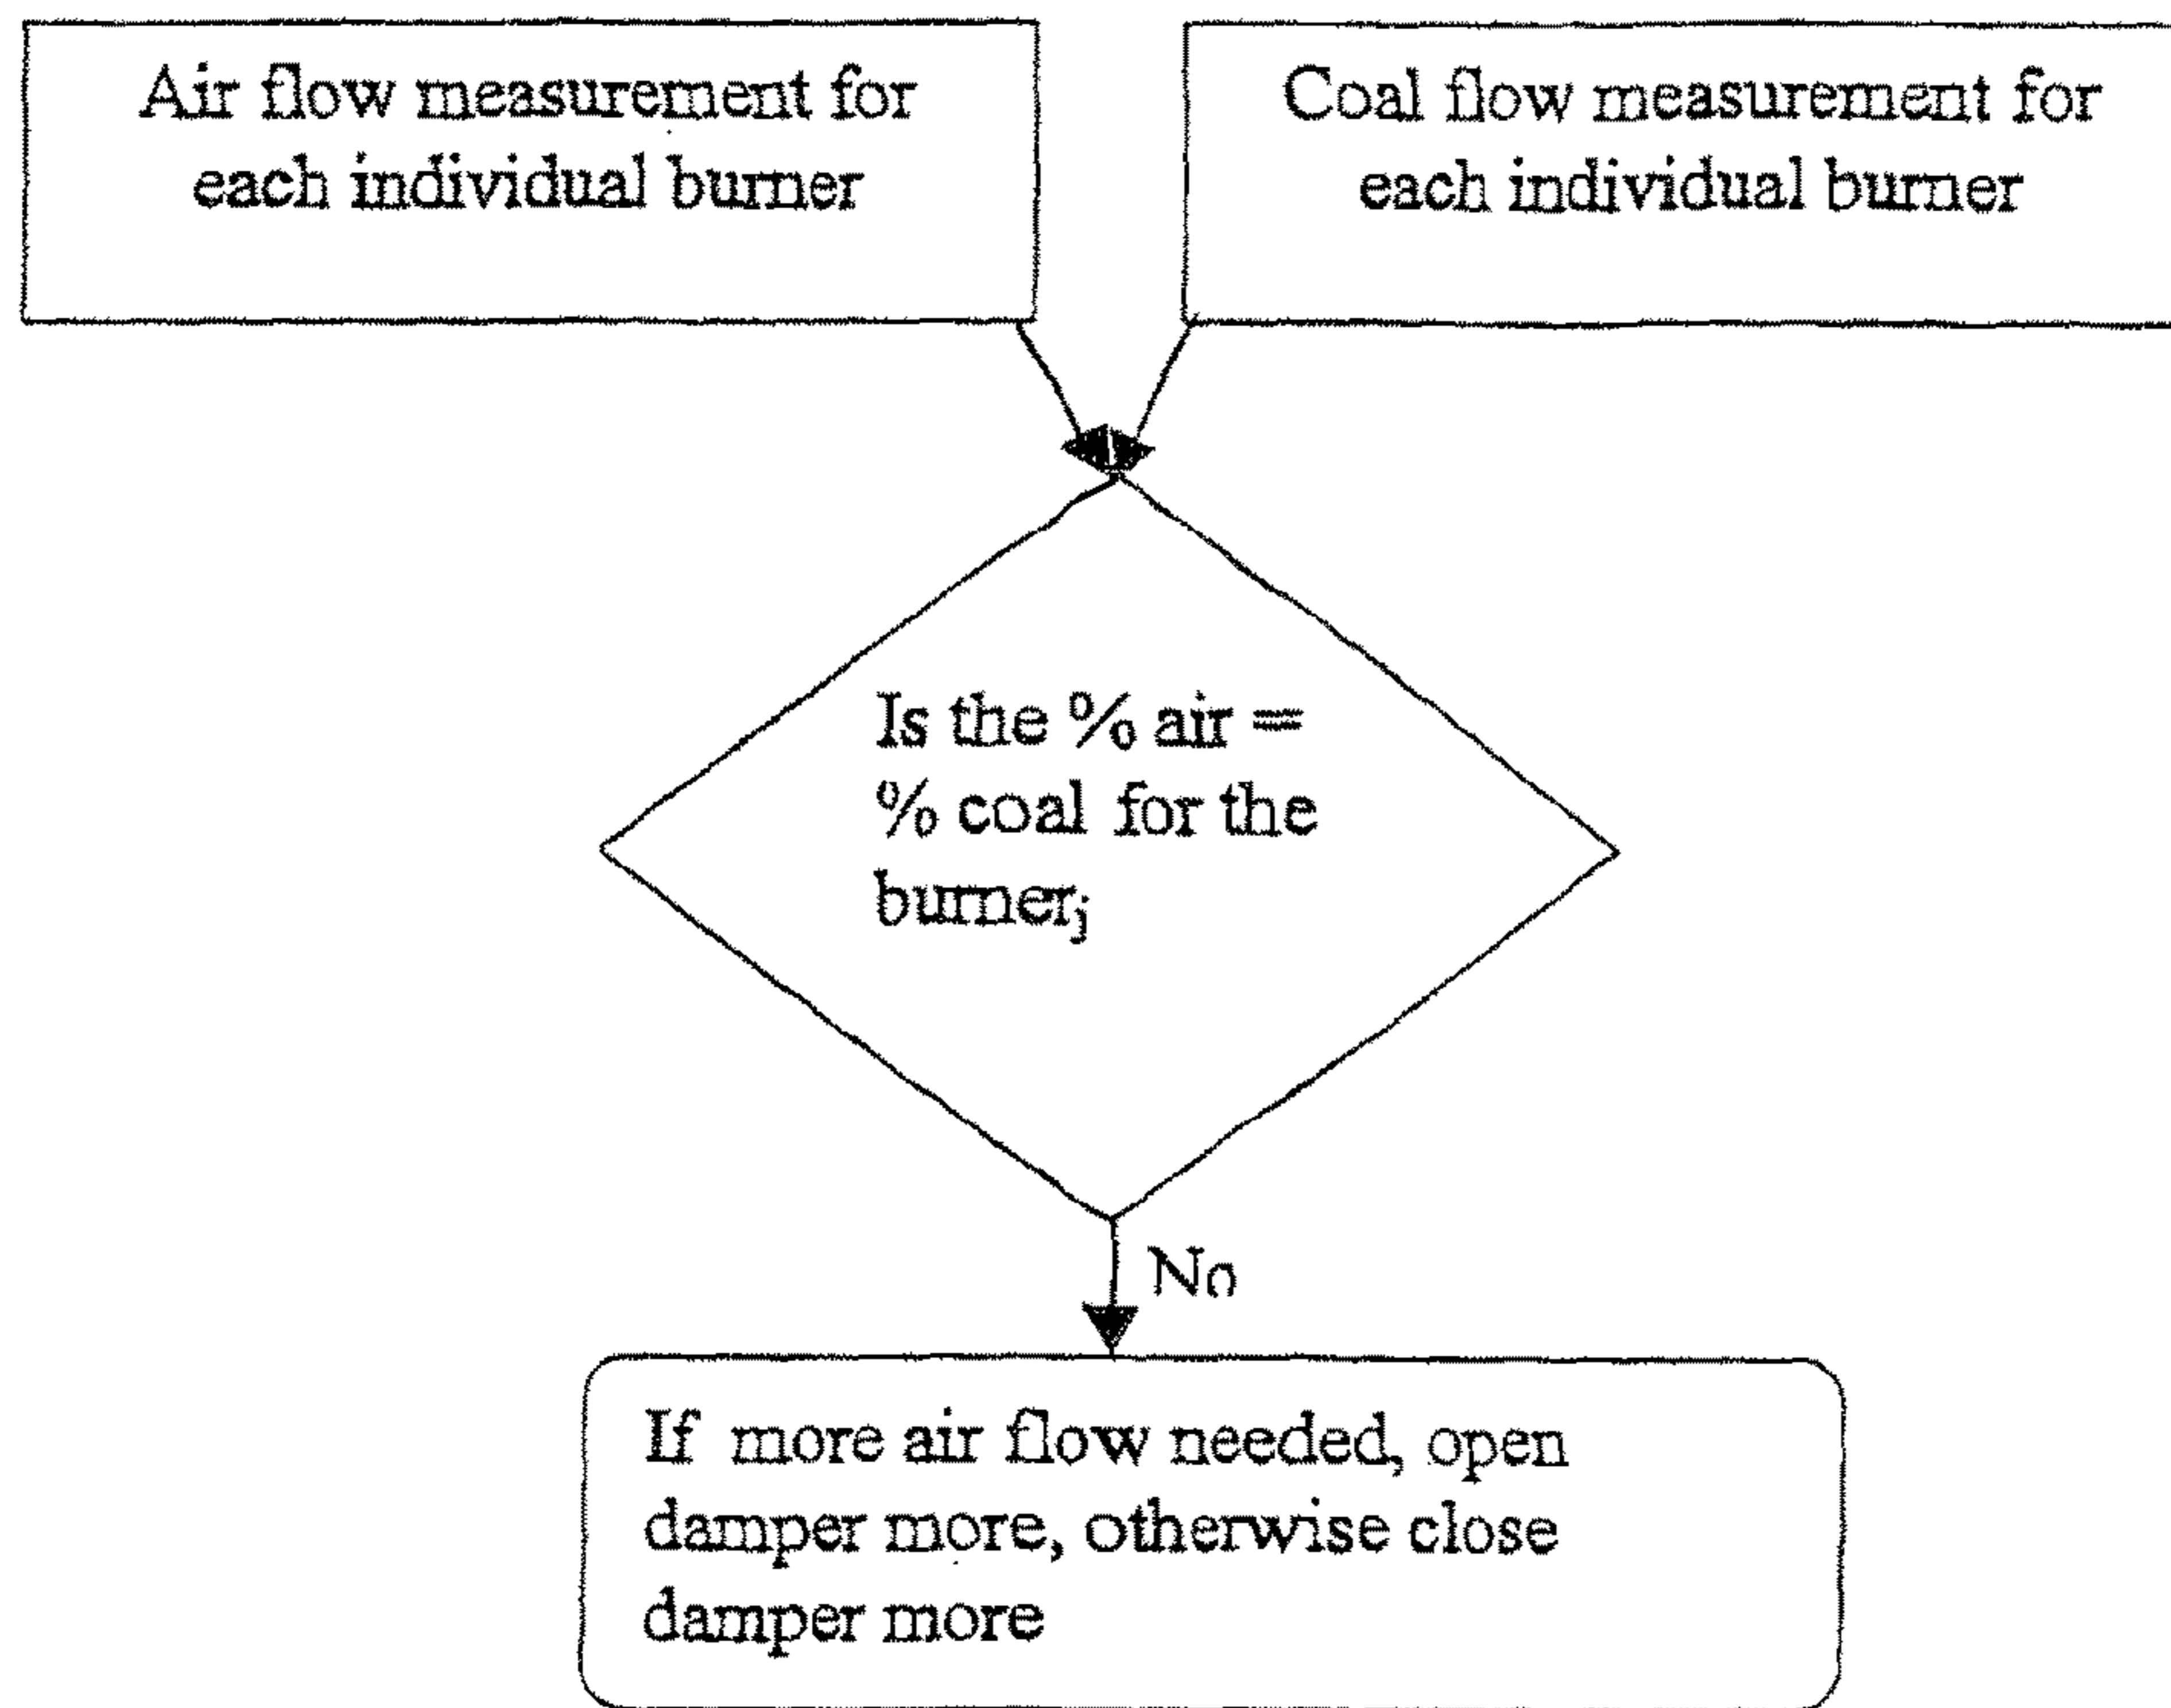 Air flow measurement for
each individual burner
Coal flow measurement for
each individual burner
Is the % air =
% coal for the
burnerj
No
If more air flow needed, open
damper more, otherwise close
damper more